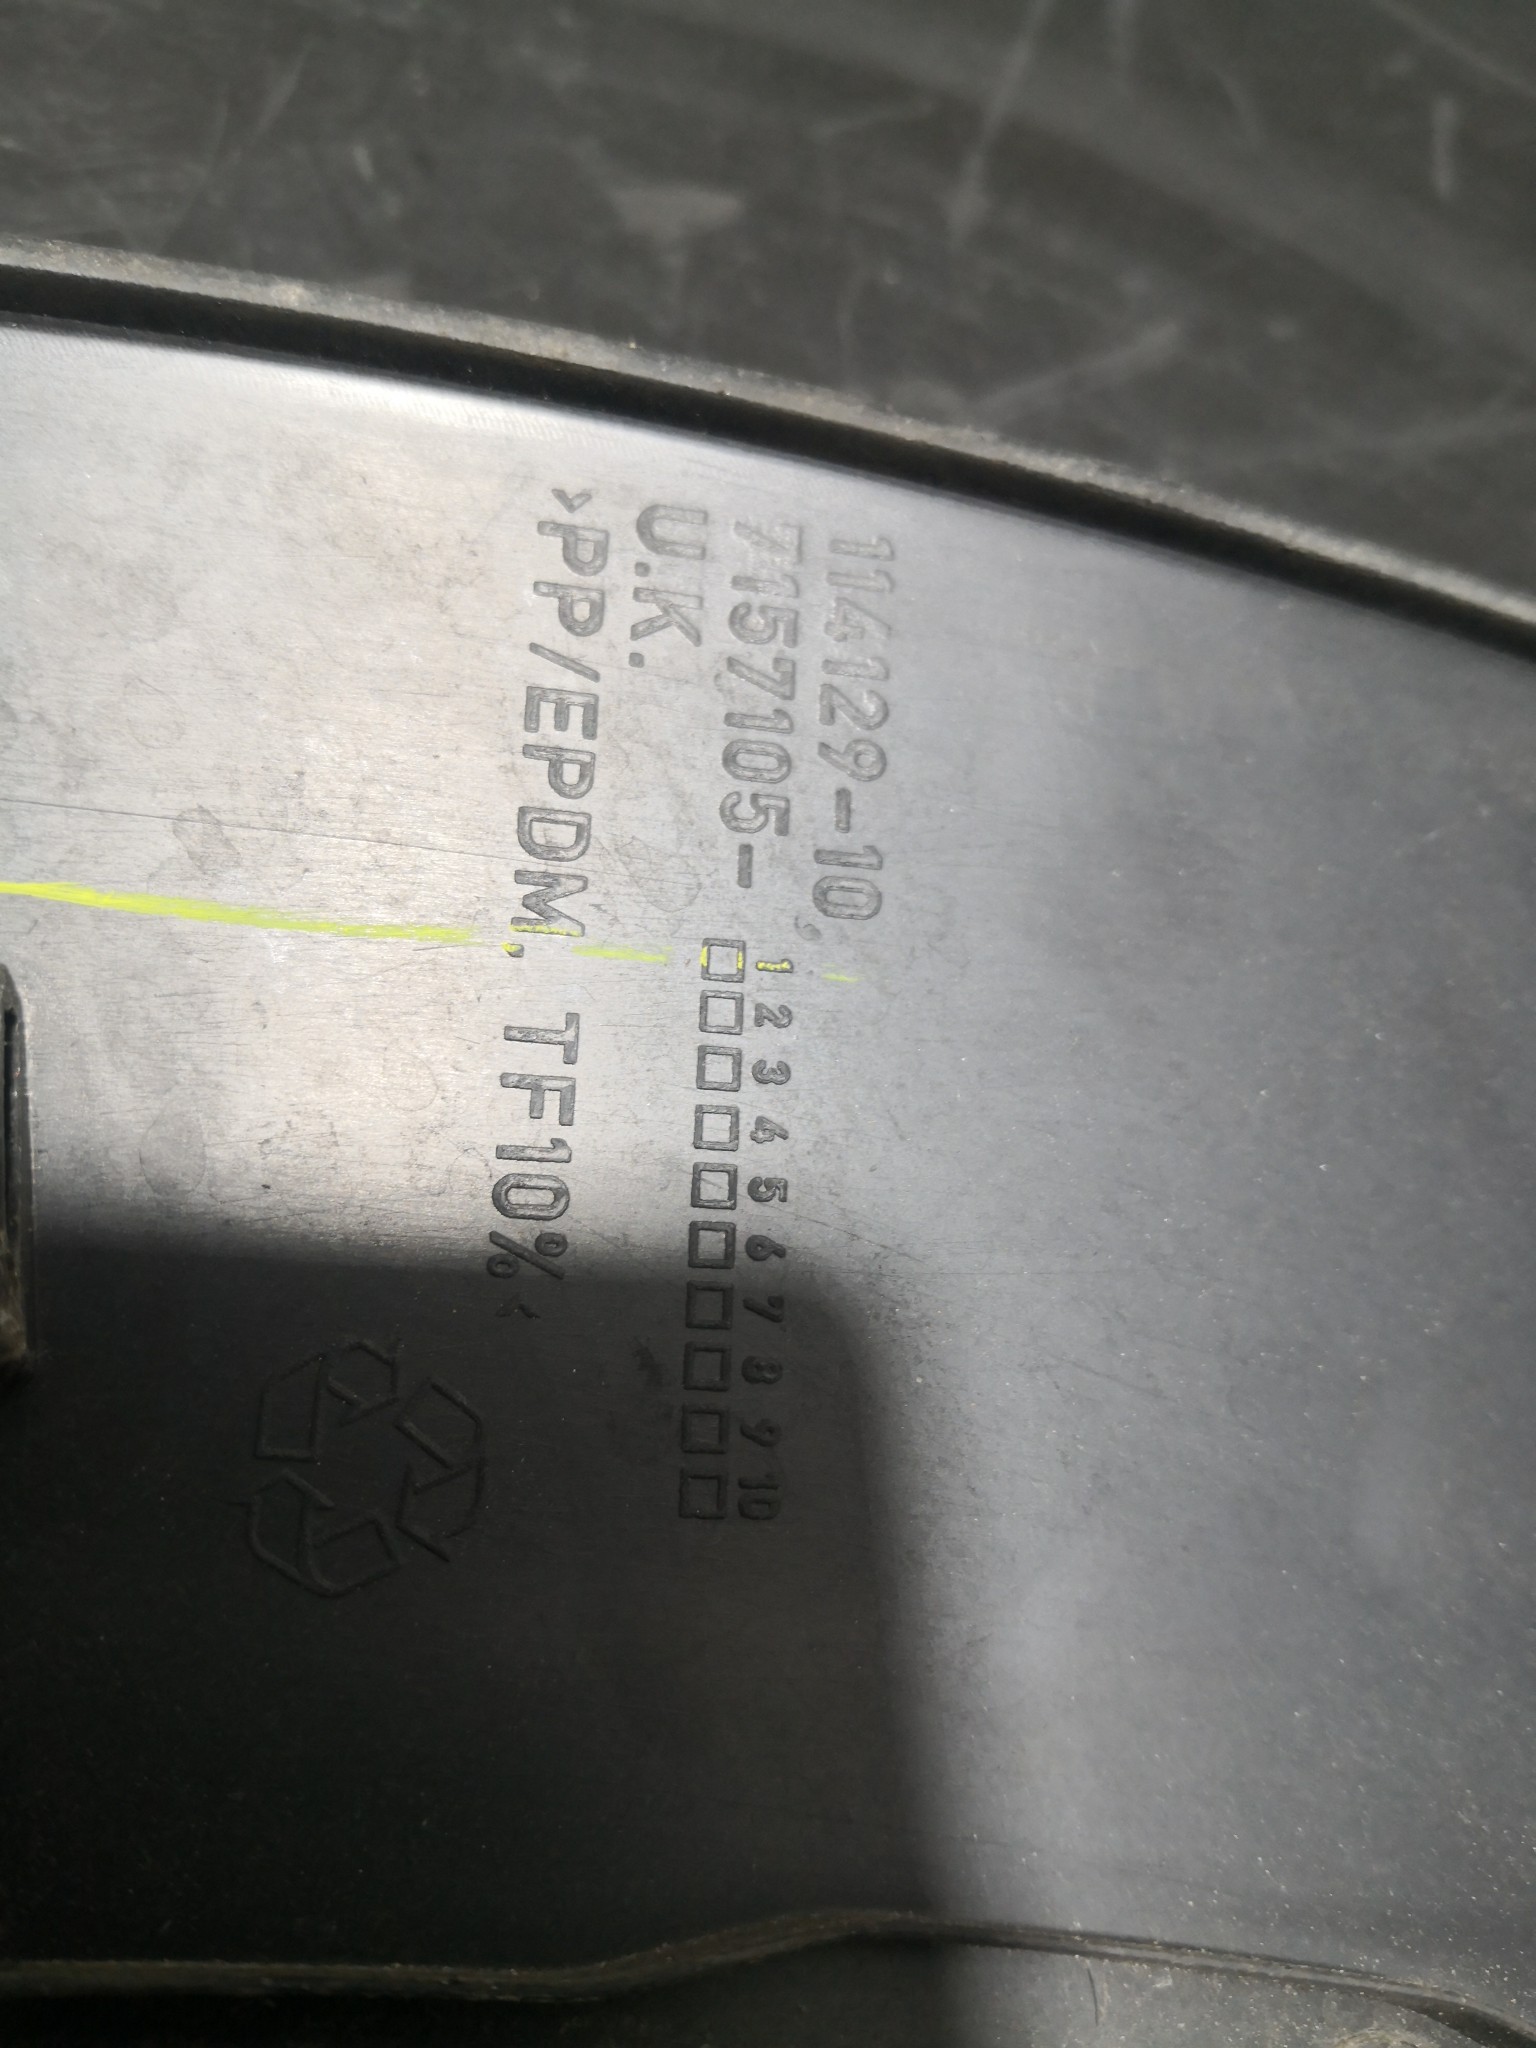 114129-10
1 2 3 4 5 6 7 8 9 10
7157105-
U.K.
>PP/EPDM. TF10%<